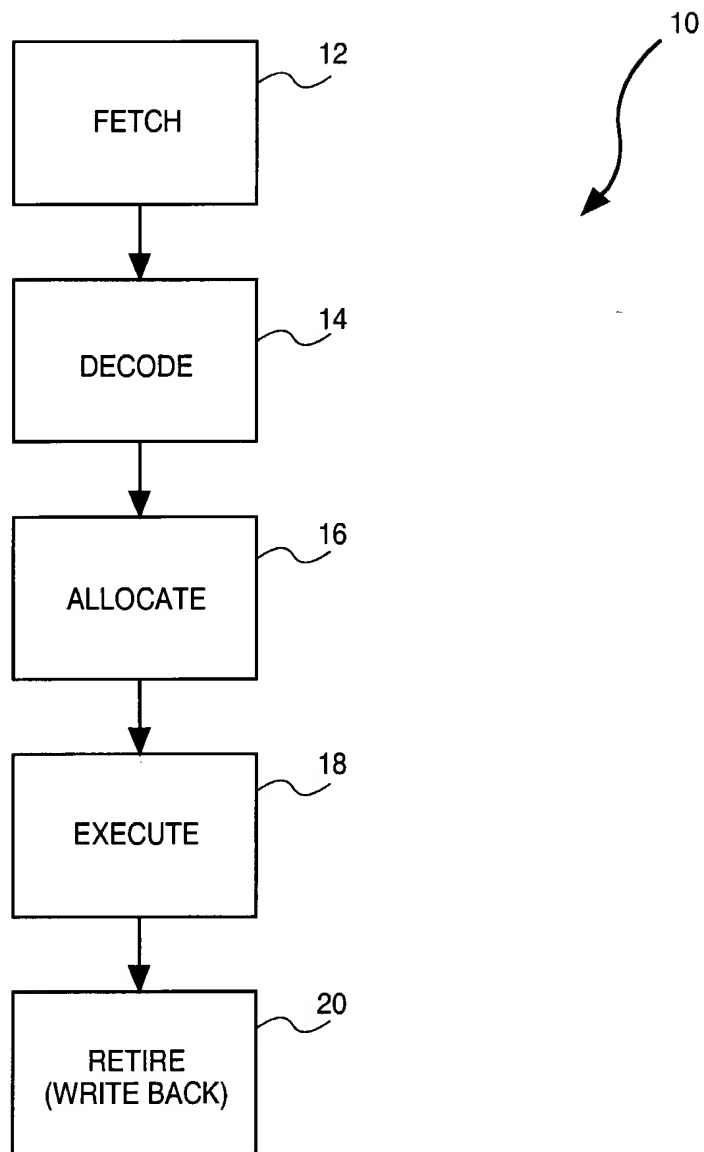 10
12
FETCH
14
DECODE
16
ALLOCATE
18
EXECUTE
20
RETIRE
(WRITE BACK)